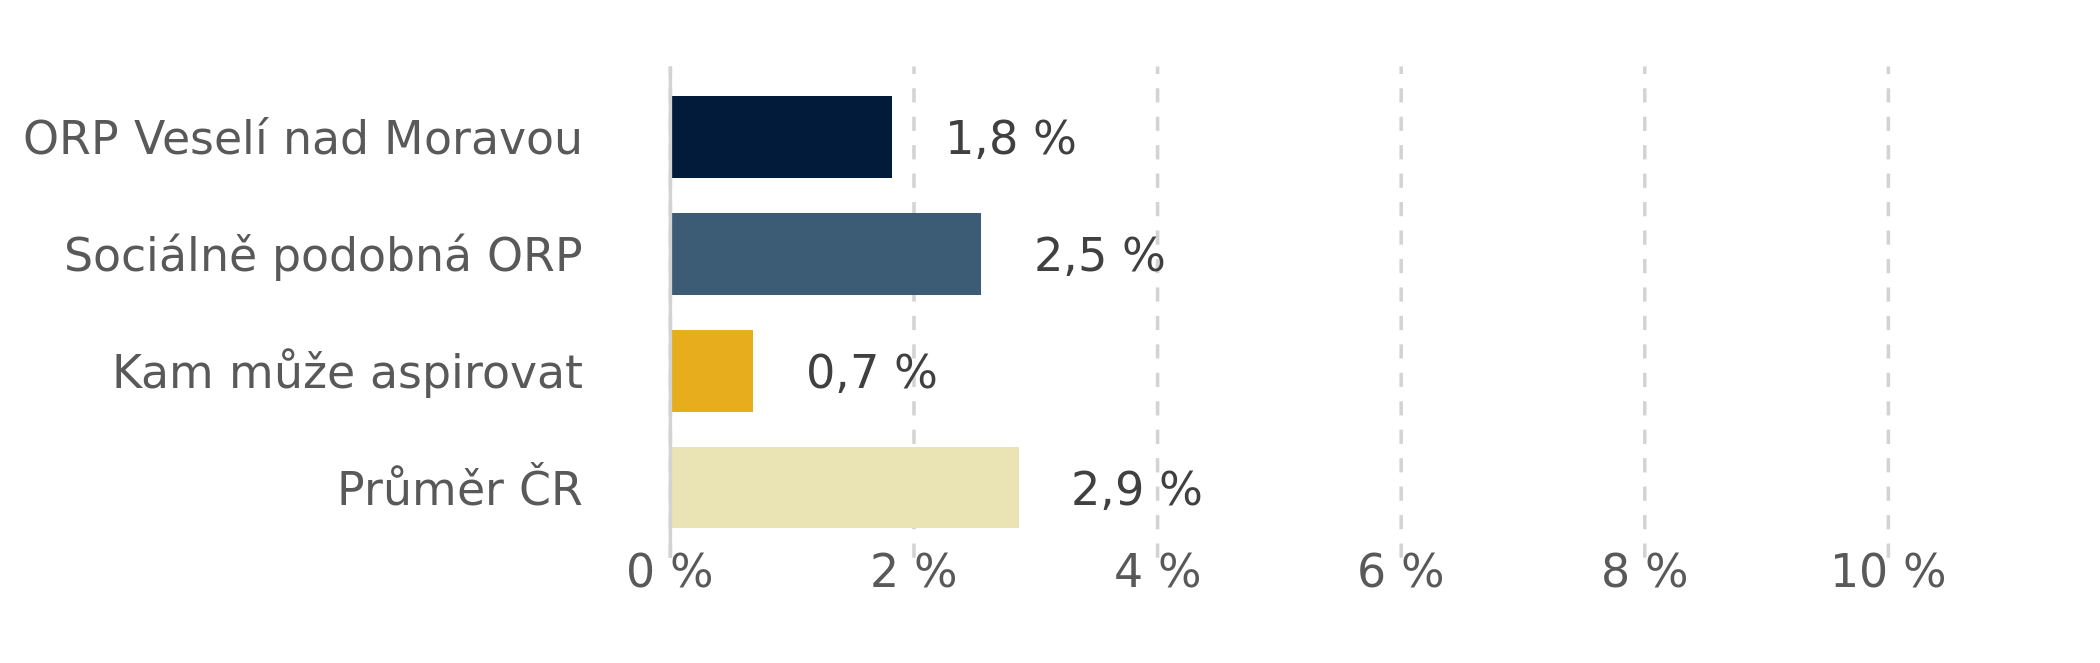 ORP Veselí nad Moravou 1,8 %
Sociálně podobná ORP 2,5 %
Kam může aspirovat 0,7 %
Průměr ČR 2,9 %
0 % 2 % 4 % 6 % 8 % 10 %